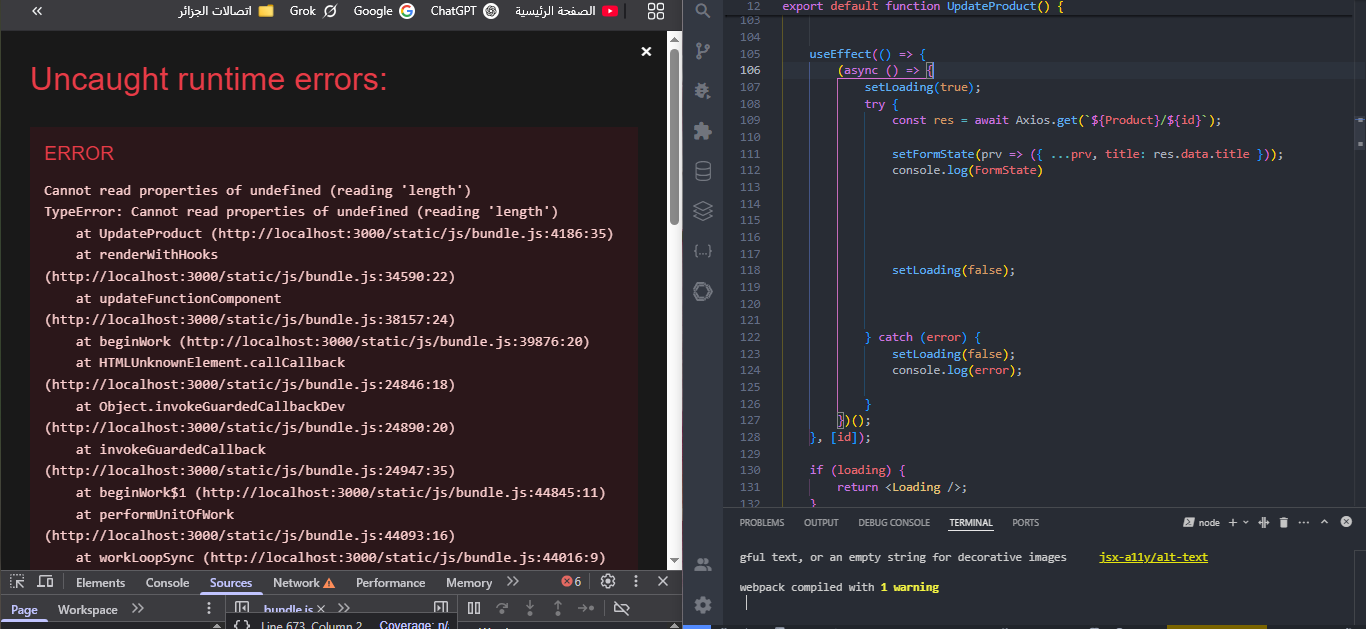 الصفحة الرئيسية
ChatGPT
Google
Grok
اتصالات الجزائر
Uncaught runtime errors:
ERROR
Cannot read properties of undefined (reading 'length')
TypeError: Cannot read properties of undefined (reading 'length')
at UpdateProduct (http://localhost:3000/static/js/bundle.js:4186:35)
at renderWithHooks
(http://localhost:3000/static/js/bundle.js:34590:22)
at updateFunctionComponent
(http://localhost:3000/static/js/bundle.js:38157:24)
at beginWork (http://localhost:3000/static/js/bundle.js:39876:20)
at HTMLUnknownElement.callCallback
(http://localhost:3000/static/js/bundle.js:24846:18)
at Object.invokeGuardedCallbackDev
(http://localhost:3000/static/js/bundle.js:24890:20)
at invokeGuardedCallback
(http://localhost:3000/static/js/bundle.js:24947:35)
at beginWork$1 (http://localhost:3000/static/js/bundle.js:44845:11)
at performUnitOfWork
(http://localhost:3000/static/js/bundle.js:44093:16)
at workLoopSync (http://localhost:3000/static/js/bundle.js:44016:9)
Elements Console Sources Network Performance Memory 6
Page Workspace bundle.js
{} Line 673, Column 2 Coverage: n/
12 export default function UpdateProduct() {
103
104
105 useEffect(() => {
106 (async () => {
107 setLoading(true);
108 try {
109 const res = await Axios.get(`${Product}/${id}`);
110
111 setFormState(prv => ({ ...prv, title: res.data.title }));
112 console.log(FormState)
113
114
115
116
117
118 setLoading(false);
119
120
121
122 } catch (error) {
123 setLoading(false);
124 console.log(error);
125
126 }
127 })();
128 }, [id]);
129
130 if (loading) {
131 return <Loading />;
132 }
PROBLEMS OUTPUT DEBUG CONSOLE TERMINAL PORTS node
gful text, or an empty string for decorative images jsx-a11y/alt-text
webpack compiled with 1 warning